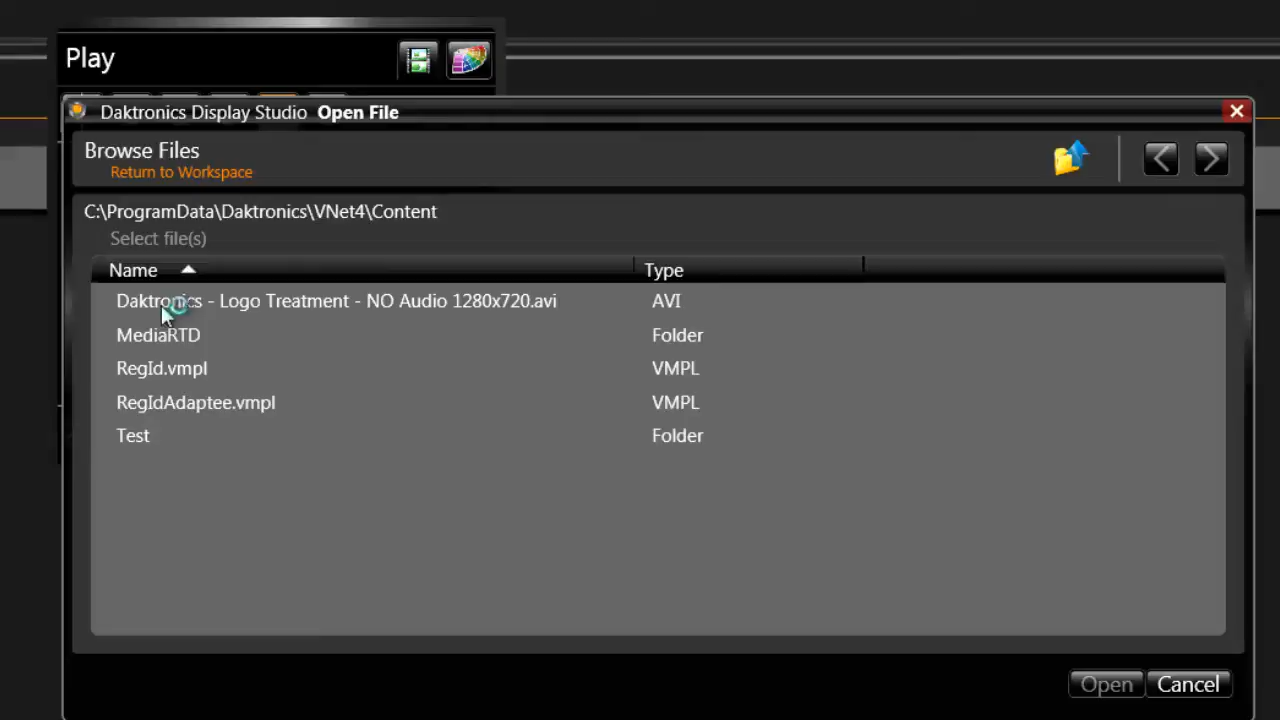 Play
Daktronics Display Studio Open File
Browse Files
Return to Workspace
C:\ProgramData\Daktronics\VNet4\Content
Select file(s)
Name Type
Daktronics - Logo Treatment - NO Audio 1280x720.avi AVI
MediaRTD Folder
RegId.vmpl VMPL
RegIdAdaptee.vmpl VMPL
Test Folder
Open Cancel